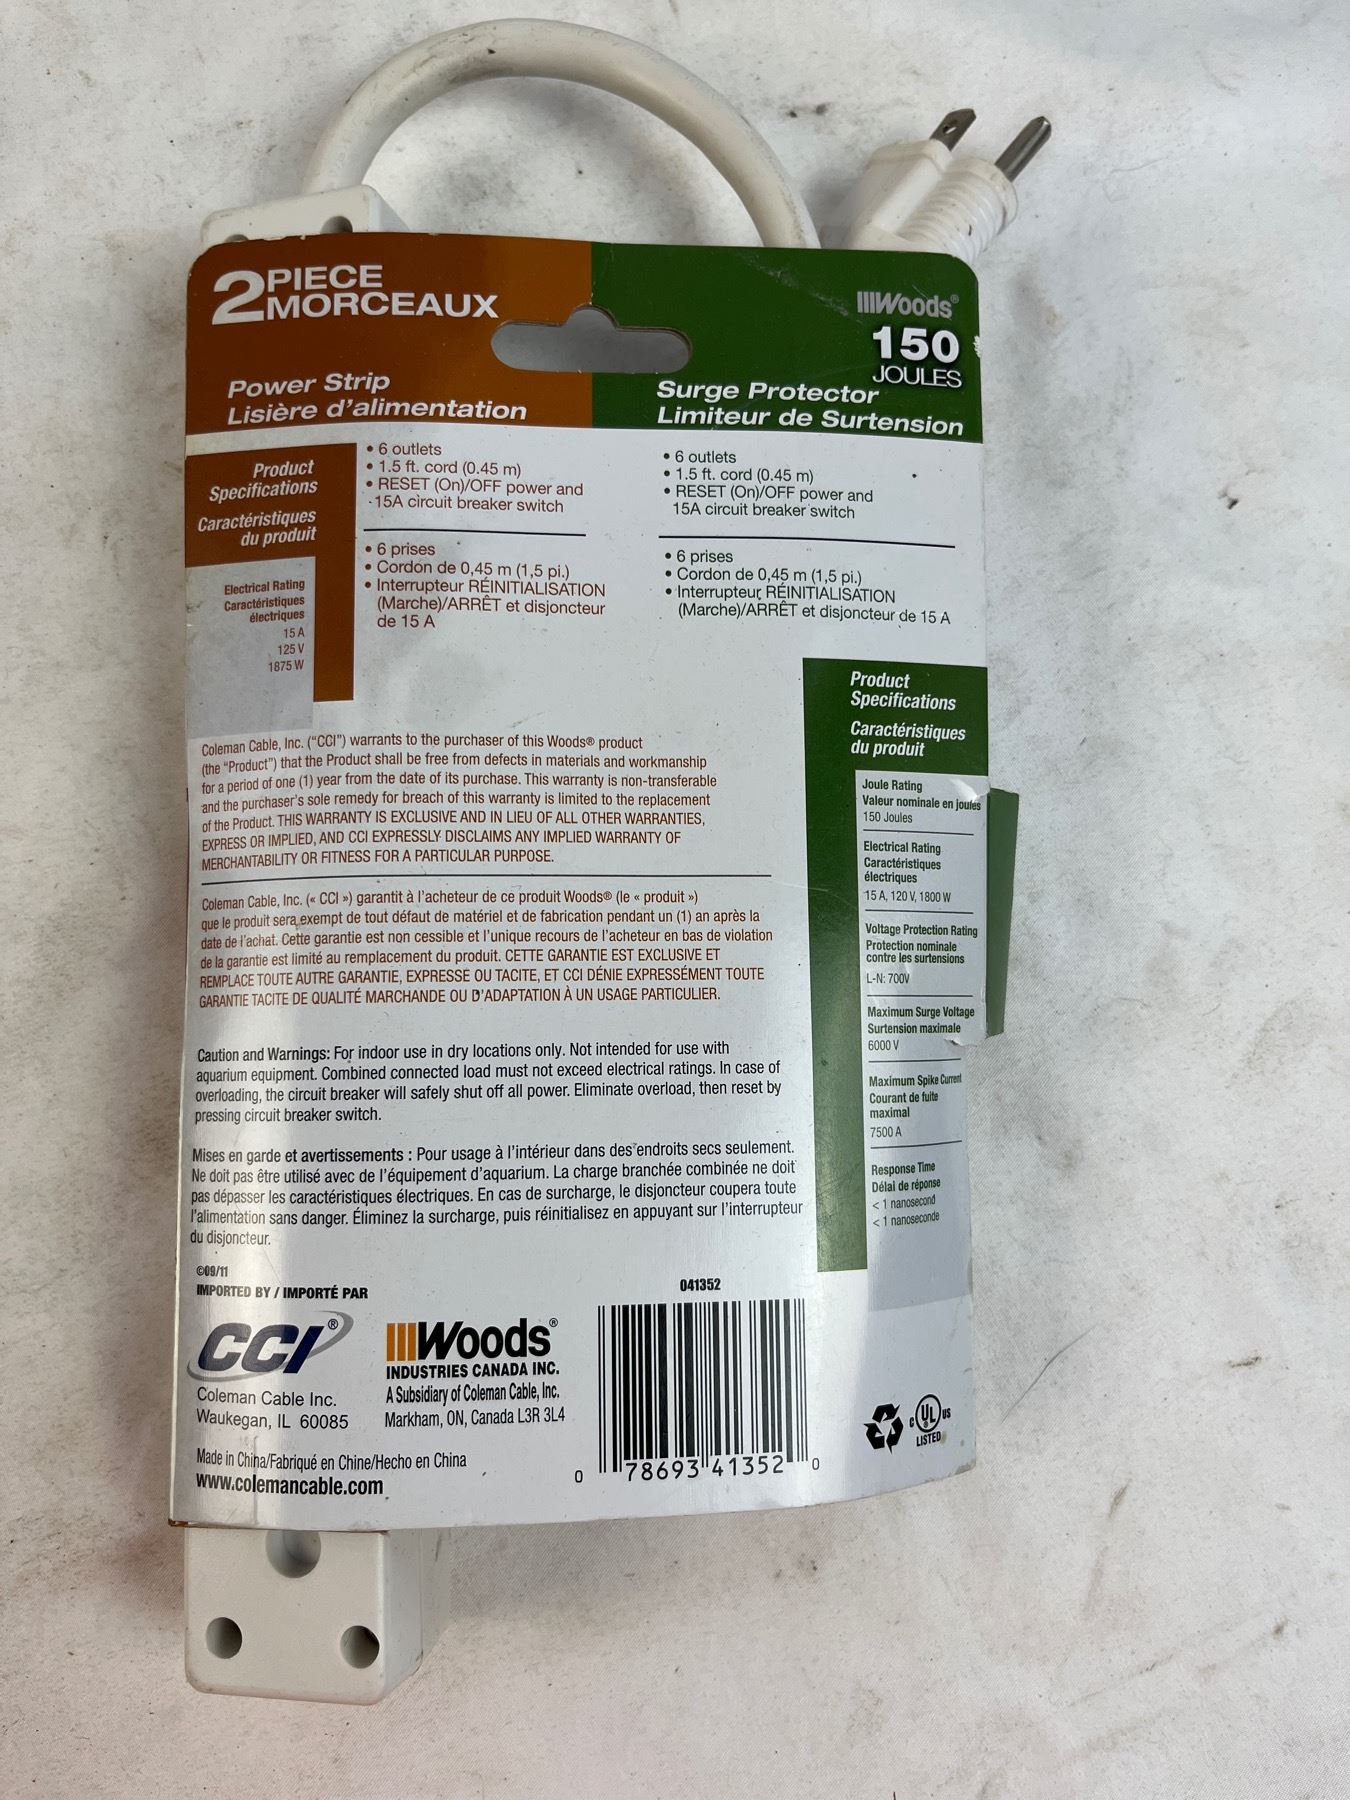 2 PIECE
MORCEAUX
Power Strip
Lisière d'alimentation
Woods®
150
JOULES
Surge Protector
Limiteur de Surtension
Product
Specifications
Caractéristiques
du produit
Electrical Rating
Caractéristiques
électriques
15 A
125 V
1875 W
• 6 outlets
• 1.5 ft. cord (0.45 m)
• RESET (On)/OFF power and
15A circuit breaker switch
• 6 prises
• Cordon de 0,45 m (1,5 pi.)
• Interrupteur RÉINITIALISATION
(Marche)/ARRÊT et disjoncteur
de 15 A
• 6 outlets
• 1.5 ft. cord (0.45 m)
• RESET (On)/OFF power and
15A circuit breaker switch
• 6 prises
• Cordon de 0,45 m (1,5 pi.)
• Interrupteur RÉINITIALISATION
(Marche)/ARRÊT et disjoncteur de 15 A
Coleman Cable, Inc. ("CCI") warrants to the purchaser of this Woods® product
(the "Product") that the Product shall be free from defects in materials and workmanship
for a period of one (1) year from the date of its purchase. This warranty is non-transferable
and the purchaser's sole remedy for breach of this warranty is limited to the replacement
of the Product. THIS WARRANTY IS EXCLUSIVE AND IN LIEU OF ALL OTHER WARRANTIES,
EXPRESS OR IMPLIED, AND CCI EXPRESSLY DISCLAIMS ANY IMPLIED WARRANTY OF
MERCHANTABILITY OR FITNESS FOR A PARTICULAR PURPOSE.
Coleman Cable, Inc. (« CCI ») garantit à l'acheteur de ce produit Woods® (le « produit »)
que le produit sera exempt de tout défaut de matériel et de fabrication pendant un (1) an après la
date de l'achat. Cette garantie est non cessible et l'unique recours de l'acheteur en bas de violation
de la garantie est limité au remplacement du produit. CETTE GARANTIE EST EXCLUSIVE ET
REMPLACE TOUTE AUTRE GARANTIE, EXPRESSE OU TACITE, ET CCI DÉNIE EXPRESSÉMENT TOUTE
GARANTIE TACITE DE QUALITÉ MARCHANDE OU D'ADAPTATION À UN USAGE PARTICULIER.
Caution and Warnings: For indoor use in dry locations only. Not intended for use with
aquarium equipment. Combined connected load must not exceed electrical ratings. In case of
overloading, the circuit breaker will safely shut off all power. Eliminate overload, then reset by
pressing circuit breaker switch.
Mises en garde et avertissements : Pour usage à l'intérieur dans des endroits secs seulement.
Ne doit pas être utilisé avec de l'équipement d'aquarium. La charge branchée combinée ne doit
pas dépasser les caractéristiques électriques. En cas de surcharge, le disjoncteur coupera toute
l'alimentation sans danger. Éliminez la surcharge, puis réinitialisez en appuyant sur l'interrupteur
du disjoncteur.
Product
Specifications
Caractéristiques
du produit
Joule Rating
Valeur nominale en joules
150 Joules
Electrical Rating
Caractéristiques
électriques
15 A, 120 V, 1800 W
Voltage Protection Rating
Protection nominale
contre les surtensions
L-N: 700V
Maximum Surge Voltage
Surtension maximale
6000 V
Maximum Spike Current
Courant de fuite
maximal
7500 A
Response Time
Délai de réponse
< 1 nanosecond
< 1 nanoseconde
©09/11
IMPORTED BY / IMPORTÉ PAR
CCI®
Coleman Cable Inc.
Waukegan, IL 60085
Woods®
INDUSTRIES CANADA INC.
A Subsidiary of Coleman Cable, Inc.
Markham, ON, Canada L3R 3L4
Made in China/Fabriqué en Chine/Hecho en China
www.colemancable.com
041352
0 78693 41352 0
C UL US
LISTED